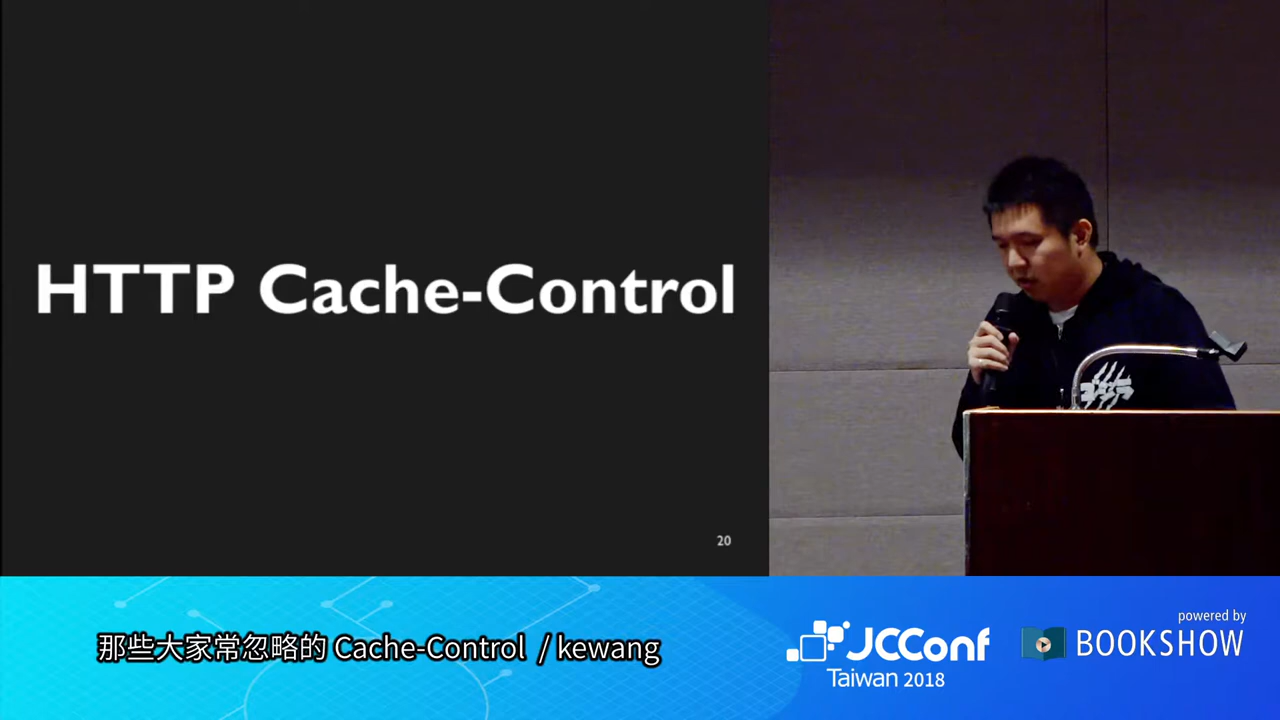 HTTP Cache-Control
20
那些大家常忽略的 Cache-Control / kewang
JCConf
Taiwan 2018
powered by
BOOKSHOW